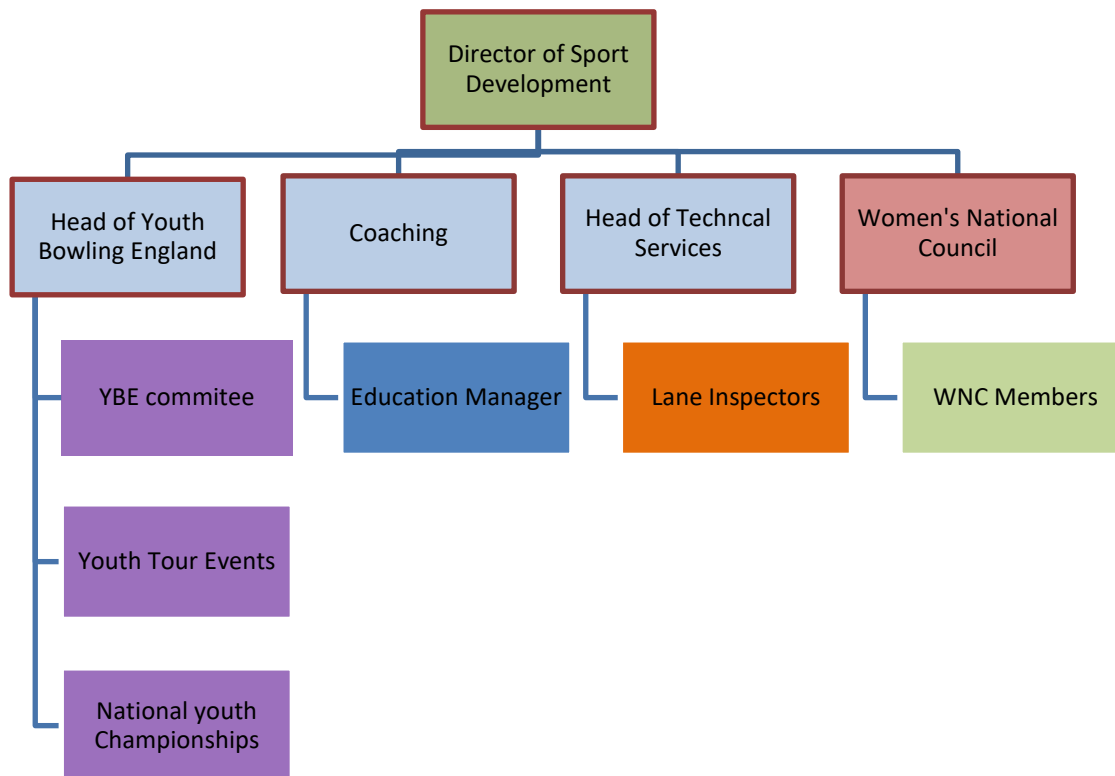 Director of Sport
Development
Head of Youth
Bowling England
Coaching
Head of Techncal
Services
Women's National
Council
YBE commitee
Education Manager
Lane Inspectors
WNC Members
Youth Tour Events
National youth
Championships